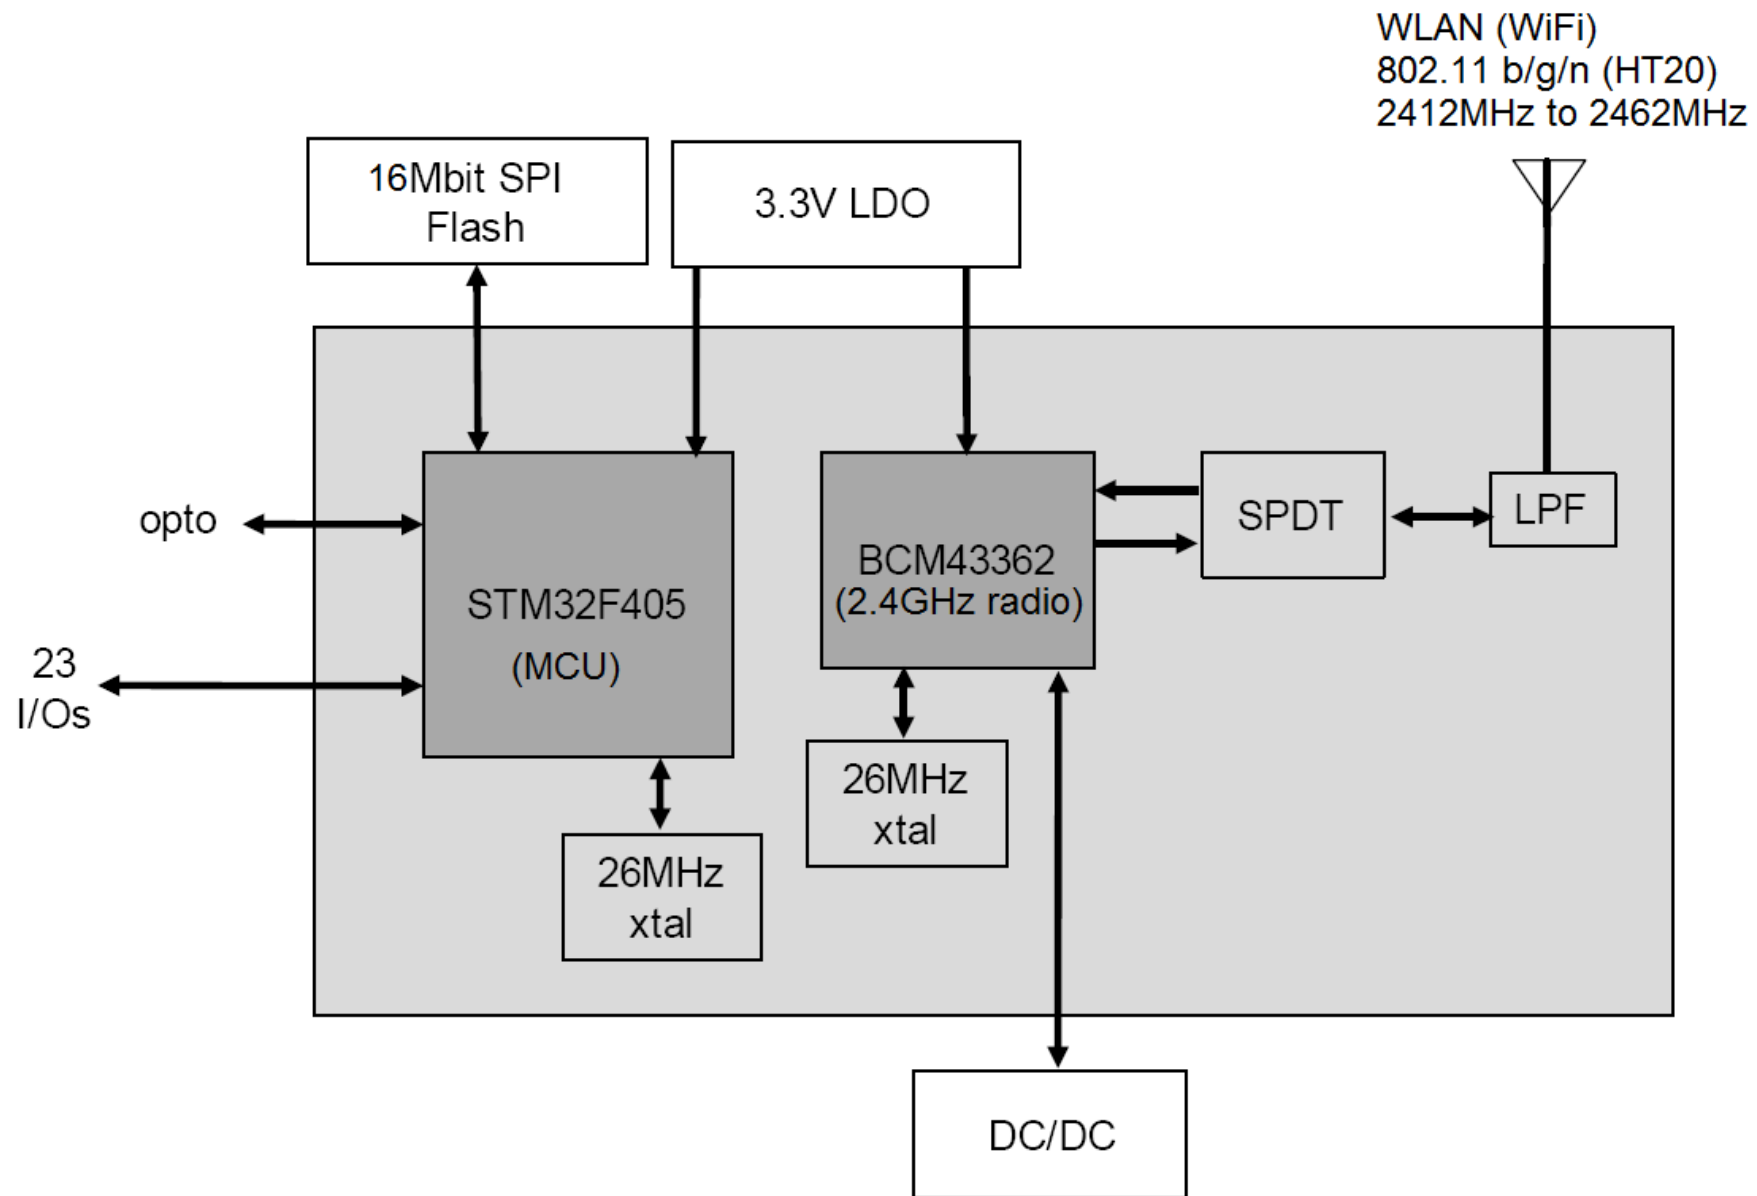 WLAN (WiFi)
802.11 b/g/n (HT20)
2412MHz to 2462MHz
16Mbit SPI
Flash
3.3V LDO
opto
23
I/Os
STM32F405
(MCU)
BCM43362
(2.4GHz radio)
SPDT
LPF
26MHz
xtal
26MHz
xtal
DC/DC